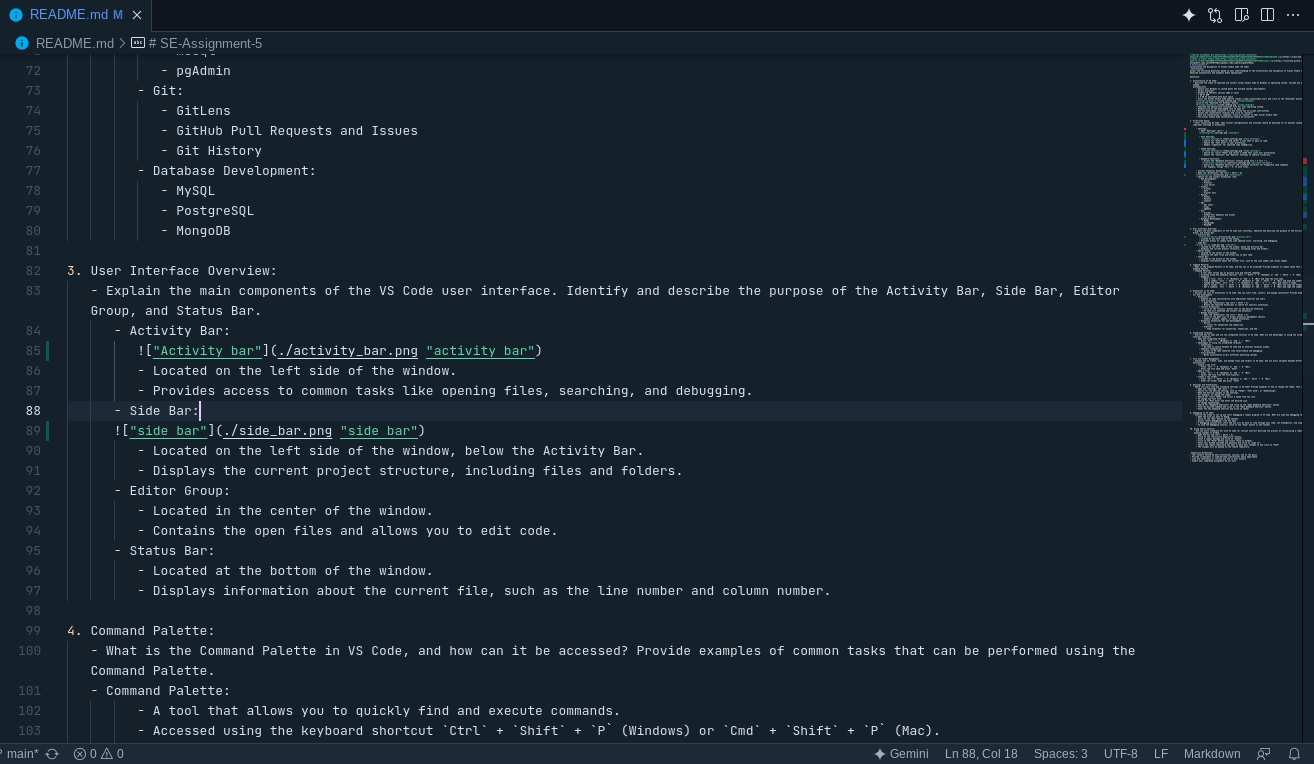 README.md M
README.md # SE-Assignment-5
72 - pgAdmin
73 - Git:
74 - GitLens
75 - GitHub Pull Requests and Issues
76 - Git History
77 - Database Development:
78 - MySQL
79 - PostgreSQL
80 - MongoDB
81
82 3. User Interface Overview:
83 - Explain the main components of the VS Code user interface. Identify and describe the purpose of the Activity Bar, Side Bar, Editor
Group, and Status Bar.
84 - Activity Bar:
85 !["Activity bar"](./activity_bar.png "activity bar")
86 - Located on the left side of the window.
87 - Provides access to common tasks like opening files, searching, and debugging.
88 - Side Bar:
89 !["side bar"](./side_bar.png "side bar")
90 - Located on the left side of the window, below the Activity Bar.
91 - Displays the current project structure, including files and folders.
92 - Editor Group:
93 - Located in the center of the window.
94 - Contains the open files and allows you to edit code.
95 - Status Bar:
96 - Located at the bottom of the window.
97 - Displays information about the current file, such as the line number and column number.
98
99 4. Command Palette:
100 - What is the Command Palette in VS Code, and how can it be accessed? Provide examples of common tasks that can be performed using the
Command Palette.
101 - Command Palette:
102 - A tool that allows you to quickly find and execute commands.
103 - Accessed using the keyboard shortcut `Ctrl` + `Shift` + `P` (Windows) or `Cmd` + `Shift` + `P` (Mac).
main* 0 0 Gemini Ln 88, Col 18 Spaces: 3 UTF-8 LF Markdown